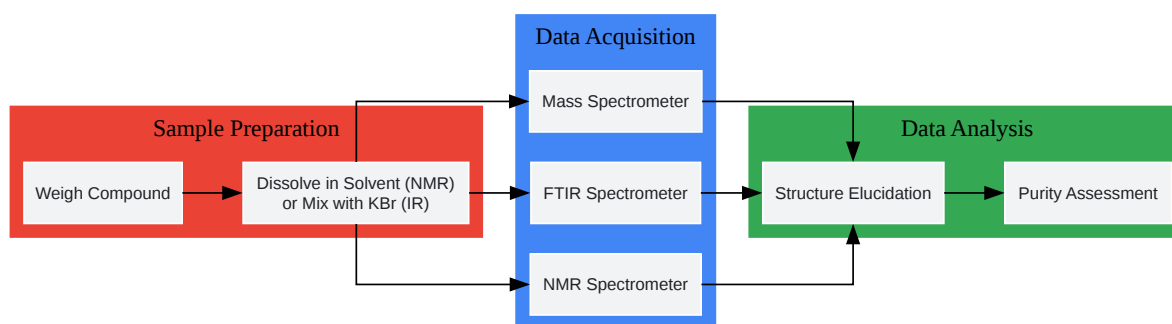 Sample Preparation
Weigh Compound
Dissolve in Solvent (NMR)
or Mix with KBr (IR)
Data Acquisition
Mass Spectrometer
FTIR Spectrometer
NMR Spectrometer
Data Analysis
Structure Elucidation
Purity Assessment